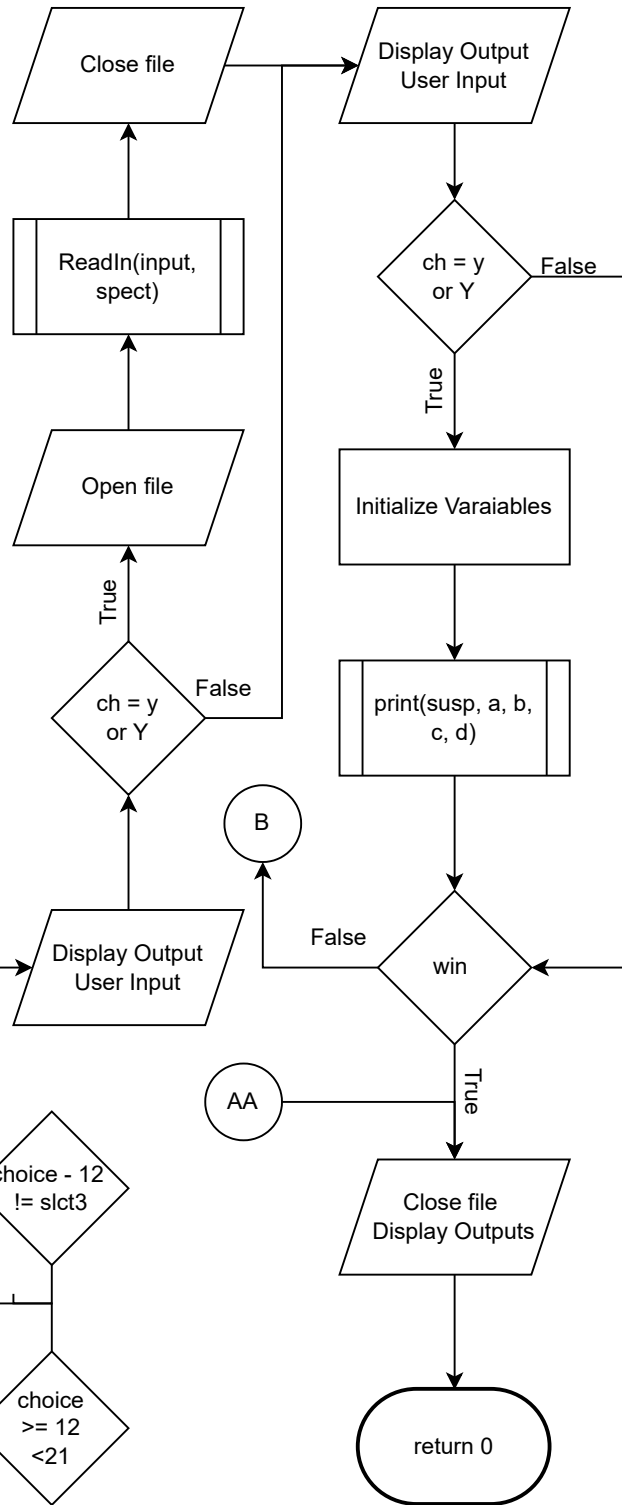 Close file
Display Output
User Input
ReadIn(input,
spect)
ch = y
or Y
False
True
Open file
Initialize Varaiables
True
ch = y
or Y
False
print(susp, a, b,
c, d)
B
Display Output
User Input
False
win
True
AA
choice - 12
!= slct3
Close file
Display Outputs
choice
>= 12
<21
return 0